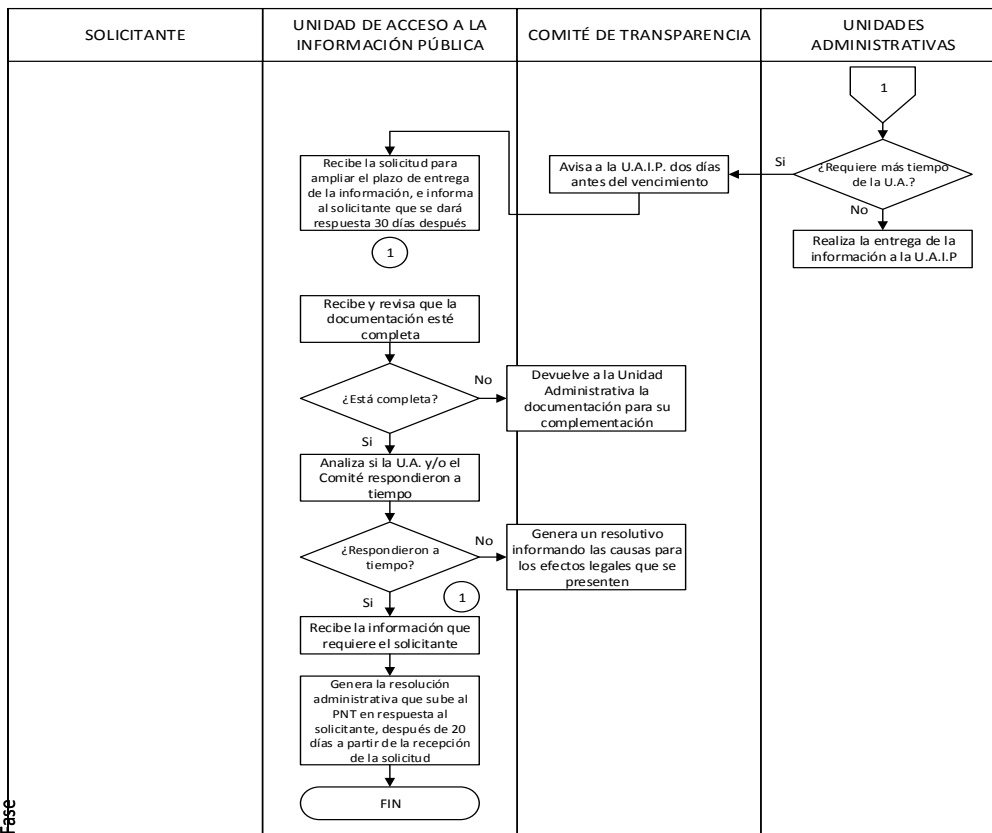 SOLICITANTE
UNIDAD DE ACCESO A LA
INFORMACIÓN PÚBLICA
COMITÉ DE TRANSPARENCIA
UNIDADES
ADMINISTRATIVAS
1
¿Requiere más tiempo
de la U.A.?
Si
No
Avisa a la U.A.I.P. dos días
antes del vencimiento
Realiza la entrega de la
información a la U.A.I.P
Recibe la solicitud para
ampliar el plazo de entrega
de la información, e informa
al solicitante que se dará
respuesta 30 días después
1
Recibe y revisa que la
documentación esté
completa
¿Está completa?
No
Devuelve a la Unidad
Administrativa la
documentación para su
complementación
Si
Analiza si la U.A. y/o el
Comité respondieron a
tiempo
¿Respondieron a
tiempo?
No
Genera un resolutivo
informando las causas para
los efectos legales que se
presenten
Si
1
Recibe la información que
requiere el solicitante
Genera la resolución
administrativa que sube al
PNT en respuesta al
solicitante, después de 20
días a partir de la recepción
de la solicitud
FIN
Fase